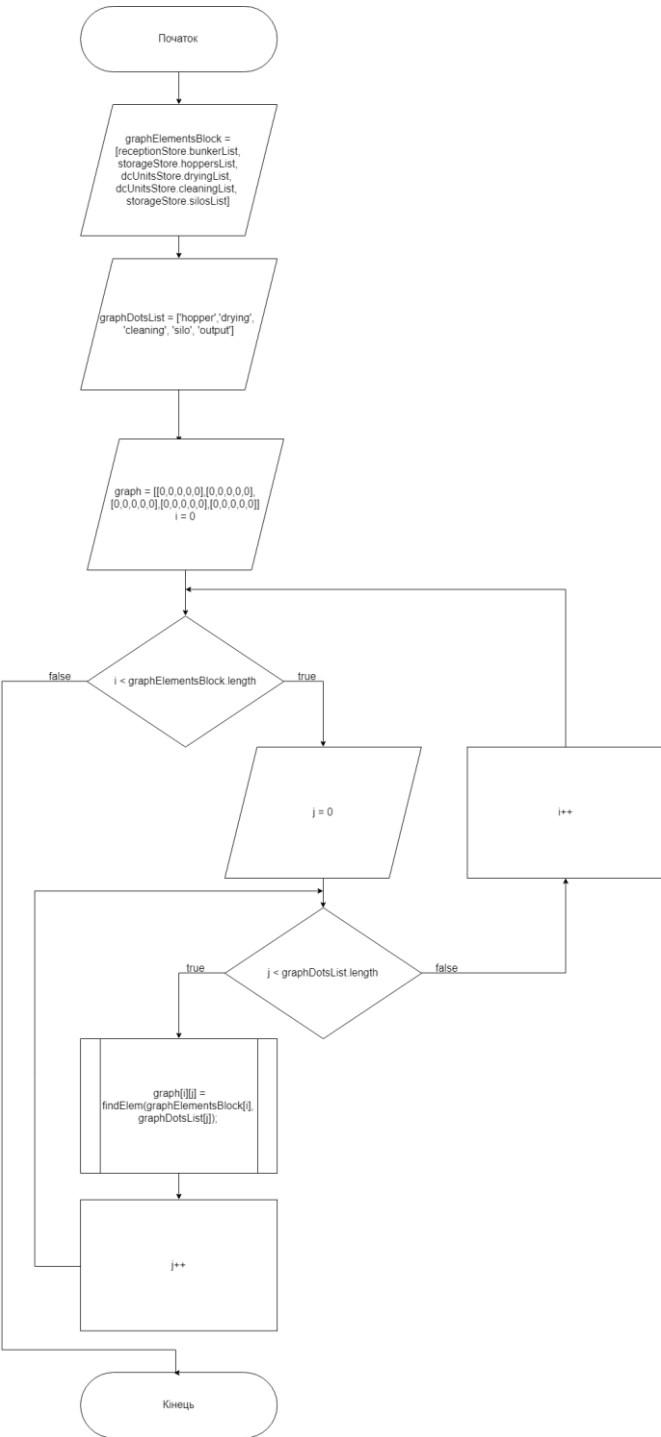 Початок
graphElementsBlock =
[receptionStore.bunkerList,
storageStore.hoppersList,
dcUnitsStore.dryingList,
dcUnitsStore.cleaningList,
storageStore.silosList]
graphDotsList = ['hopper','drying',
'cleaning', 'silo', 'output']
graph = [[0,0,0,0,0],[0,0,0,0,0],
[0,0,0,0,0],[0,0,0,0,0],[0,0,0,0,0]]
i = 0
false
i < graphElementsBlock.length
true
j = 0
i++
true
j < graphDotsList.length
false
graph[i][j] =
findElem(graphElementsBlock[i],
graphDotsList[j]);
j++
Кінець